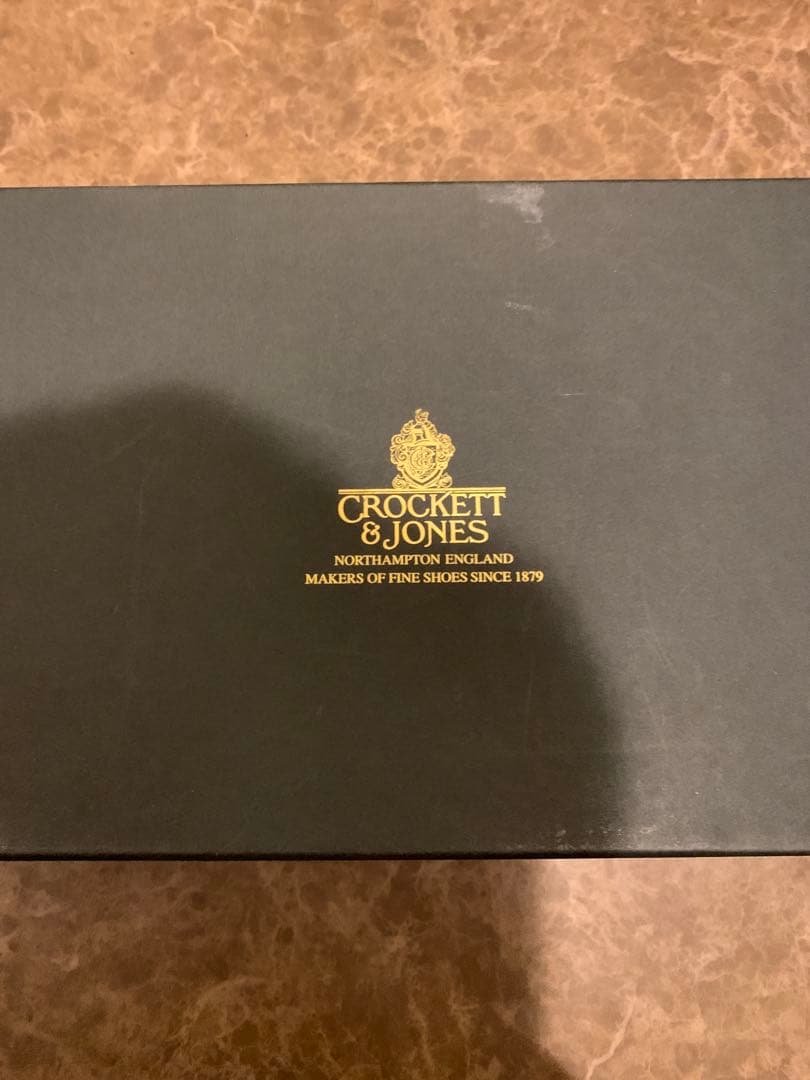 CROCKETT
& JONES
NORTHAMPTON ENGLAND
MAKERS OF FINE SHOES SINCE 1879